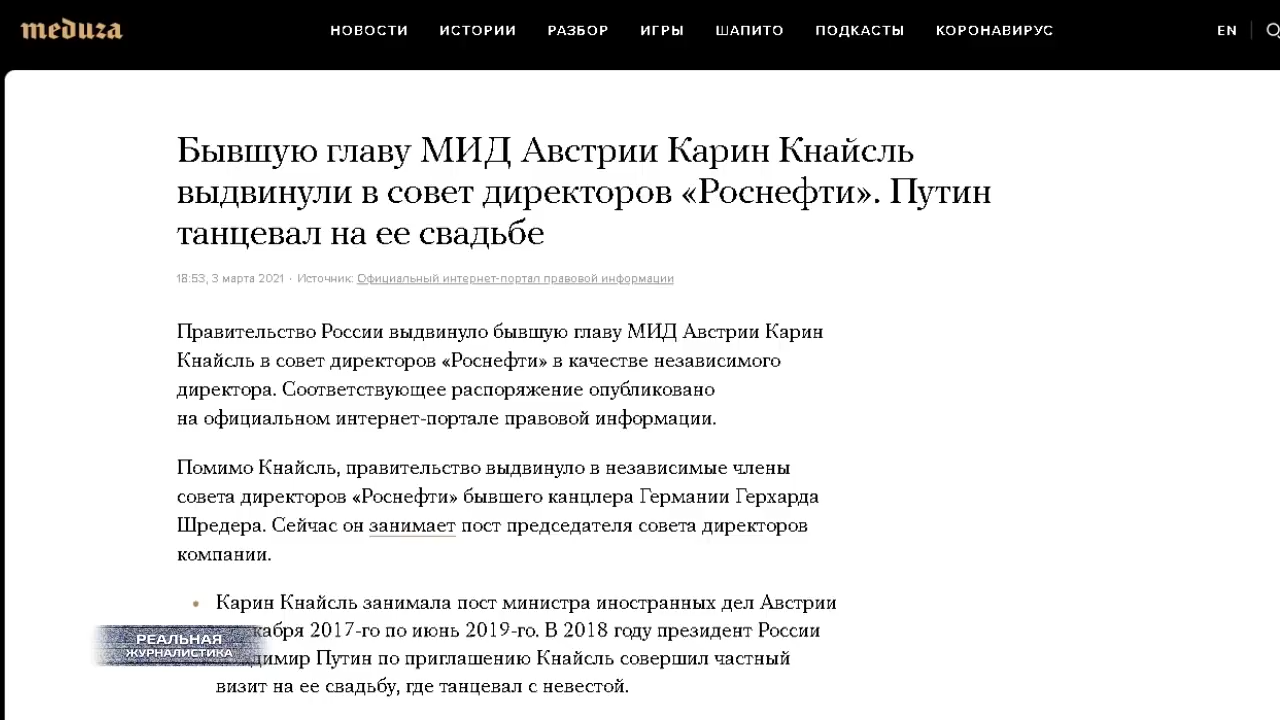 meduza
НОВОСТИ ИСТОРИИ РАЗБОР ИГРЫ ШАПИТО ПОДКАСТЫ КОРОНАВИРУС EN
Бывшую главу МИД Австрии Карин Кнайсль
выдвинули в совет директоров «Роснефти». Путин
танцевал на ее свадьбе
18:53, 3 марта 2021 · Источник: Официальный интернет-портал правовой информации
Правительство России выдвинуло бывшую главу МИД Австрии Карин
Кнайсль в совет директоров «Роснефти» в качестве независимого
директора. Соответствующее распоряжение опубликовано
на официальном интернет-портале правовой информации.
Помимо Кнайсль, правительство выдвинуло в независимые члены
совета директоров «Роснефти» бывшего канцлера Германии Герхарда
Шредера. Сейчас он занимает пост председателя совета директоров
компании.
• Карин Кнайсль занимала пост министра иностранных дел Австрии
2017-го по июнь 2019-го. В 2018 году президент России
Путин по приглашению Кнайсль совершил частный
визит на ее свадьбу, где танцевал с невестой.
РЕАЛЬНАЯ
ЖУРНАЛИСТИКА